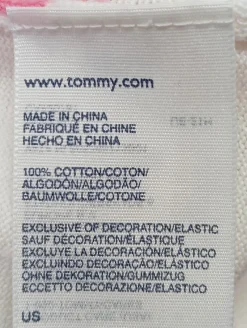 www.tommy.com
MADE IN CHINA
FABRIQUÉ EN CHINE
HECHO EN CHINA
100% COTTON/COTON/
ALGODÓN/ALGODÃO/
BAUMWOLLE/COTONE
EXCLUSIVE OF DECORATION/ELASTIC
SAUF DÉCORATION/ÉLASTIQUE
EXCLUYE LA DECORACIÓN/ELÁSTICO
EXCLUINDO DECORAÇÃO/ELÁSTICO
OHNE DEKORATION/GUMMIZUG
ECCETTO DECORAZIONE/ELASTICO
US